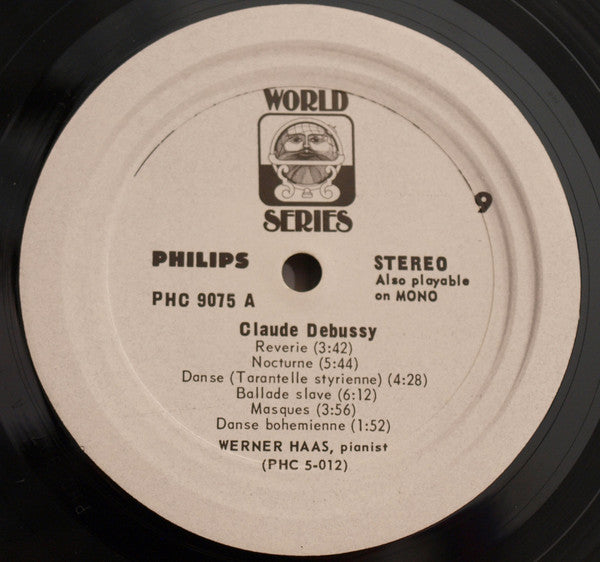 WORLD
SERIES
9
PHILIPS
STEREO
Also playable
on MONO
PHC 9075 A
Claude Debussy
Reverie (3:42)
Nocturne (5:44)
Danse (Tarantelle styrienne) (4:28)
Ballade slave (6:12)
Masques (3:56)
Danse bohemienne (1:52)
WERNER HAAS, pianist
(PHC 5-012)